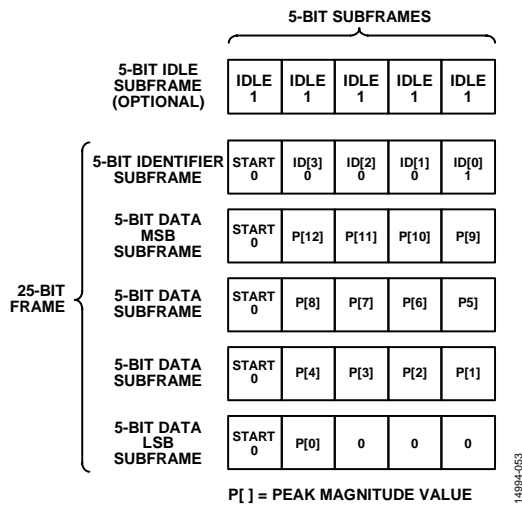 5-BIT SUBFRAMES
5-BIT IDLE
SUBFRAME
(OPTIONAL)
IDLE
1
IDLE
1
IDLE
1
IDLE
1
IDLE
1
25-BIT
FRAME
5-BIT IDENTIFIER
SUBFRAME
START
0
ID[3]
0
ID[2]
0
ID[1]
0
ID[0]
1
5-BIT DATA
MSB
SUBFRAME
START
0
P[12]
P[11]
P[10]
P[9]
5-BIT DATA
SUBFRAME
START
0
P[8]
P[7]
P[6]
P5]
5-BIT DATA
SUBFRAME
START
0
P[4]
P[3]
P[2]
P[1]
5-BIT DATA
LSB
SUBFRAME
START
0
P[0]
0
0
0
P[ ] = PEAK MAGNITUDE VALUE
14994-053